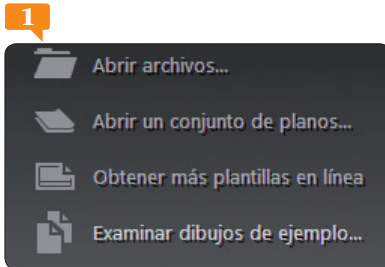 1
Abrir archivos...
Abrir un conjunto de planos...
Obtener más plantillas en línea
Examinar dibujos de ejemplo...